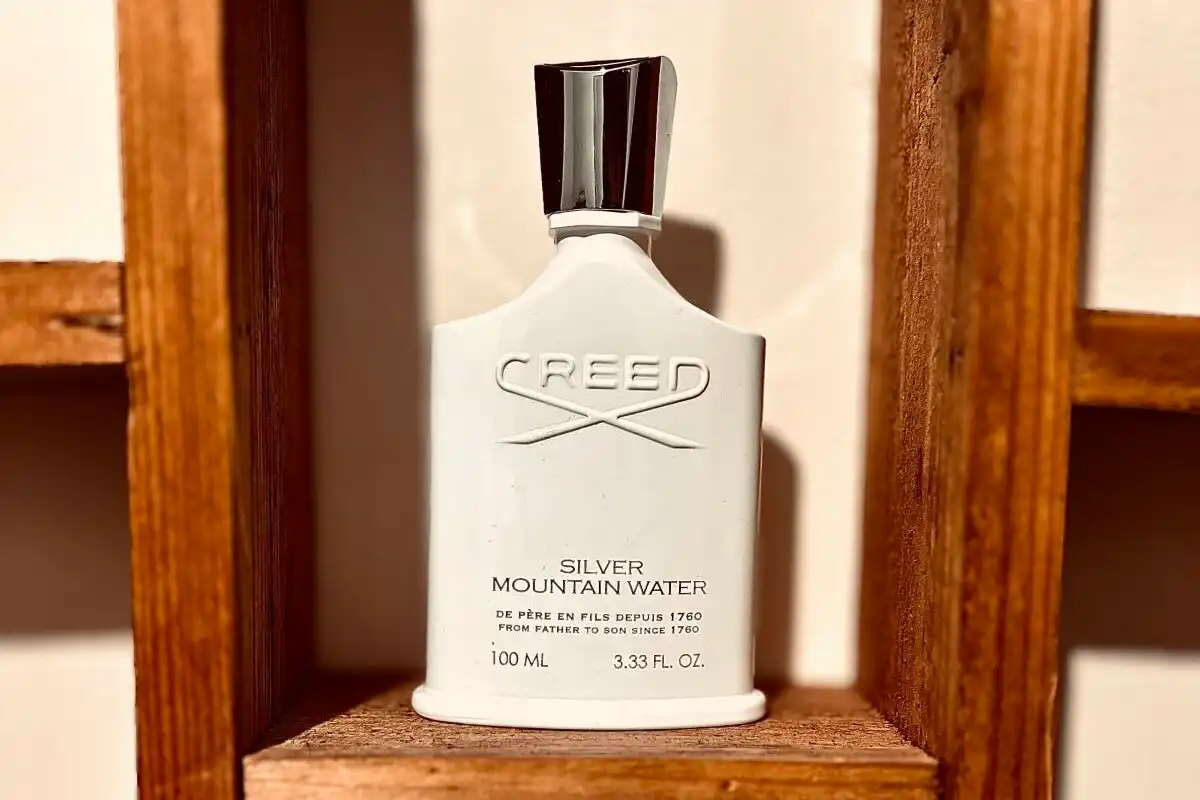 CREED
SILVER
MOUNTAIN WATER
DE PÈRE EN FILS DEPUIS 1760
FROM FATHER TO SON SINCE 1760
100 ML 3.33 FL. OZ.